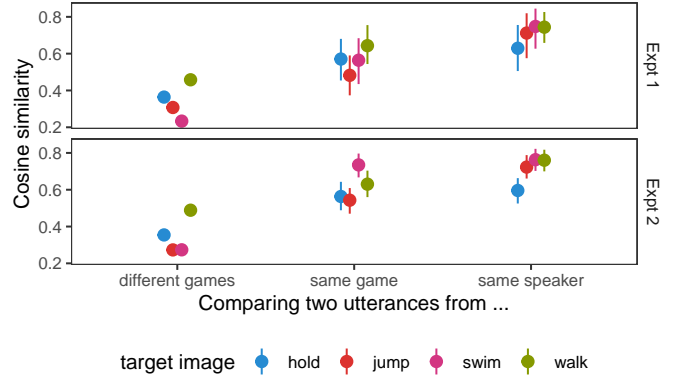 Cosine similarity
0.8
0.6
0.4
0.2
Expt 1
0.8
0.6
0.4
0.2
Expt 2
different games same game same speaker
Comparing two utterances from ...
target image hold jump swim walk